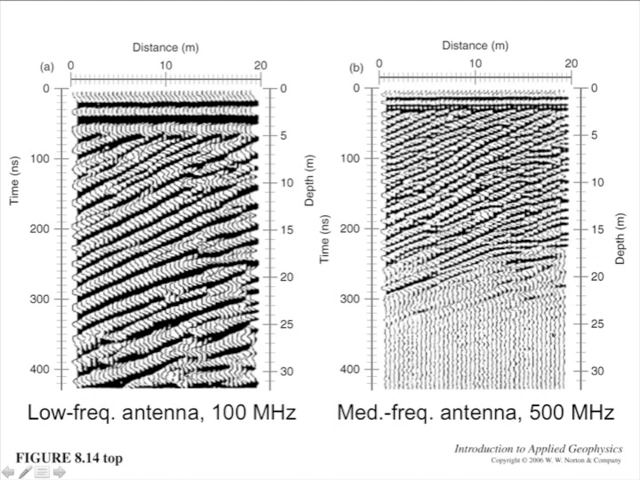 Distance (m)
(a)
0 10 20
0
100
200
300
400
Time (ns)
0
5
10
15
20
25
30
Depth (m)
Low-freq. antenna, 100 MHz
Distance (m)
(b)
0 10 20
0
100
200
300
400
Time (ns)
0
5
10
15
20
25
30
Depth (m)
Med.-freq. antenna, 500 MHz
FIGURE 8.14 top
Introduction to Applied Geophysics
Copyright © 2006 W. W. Norton & Company